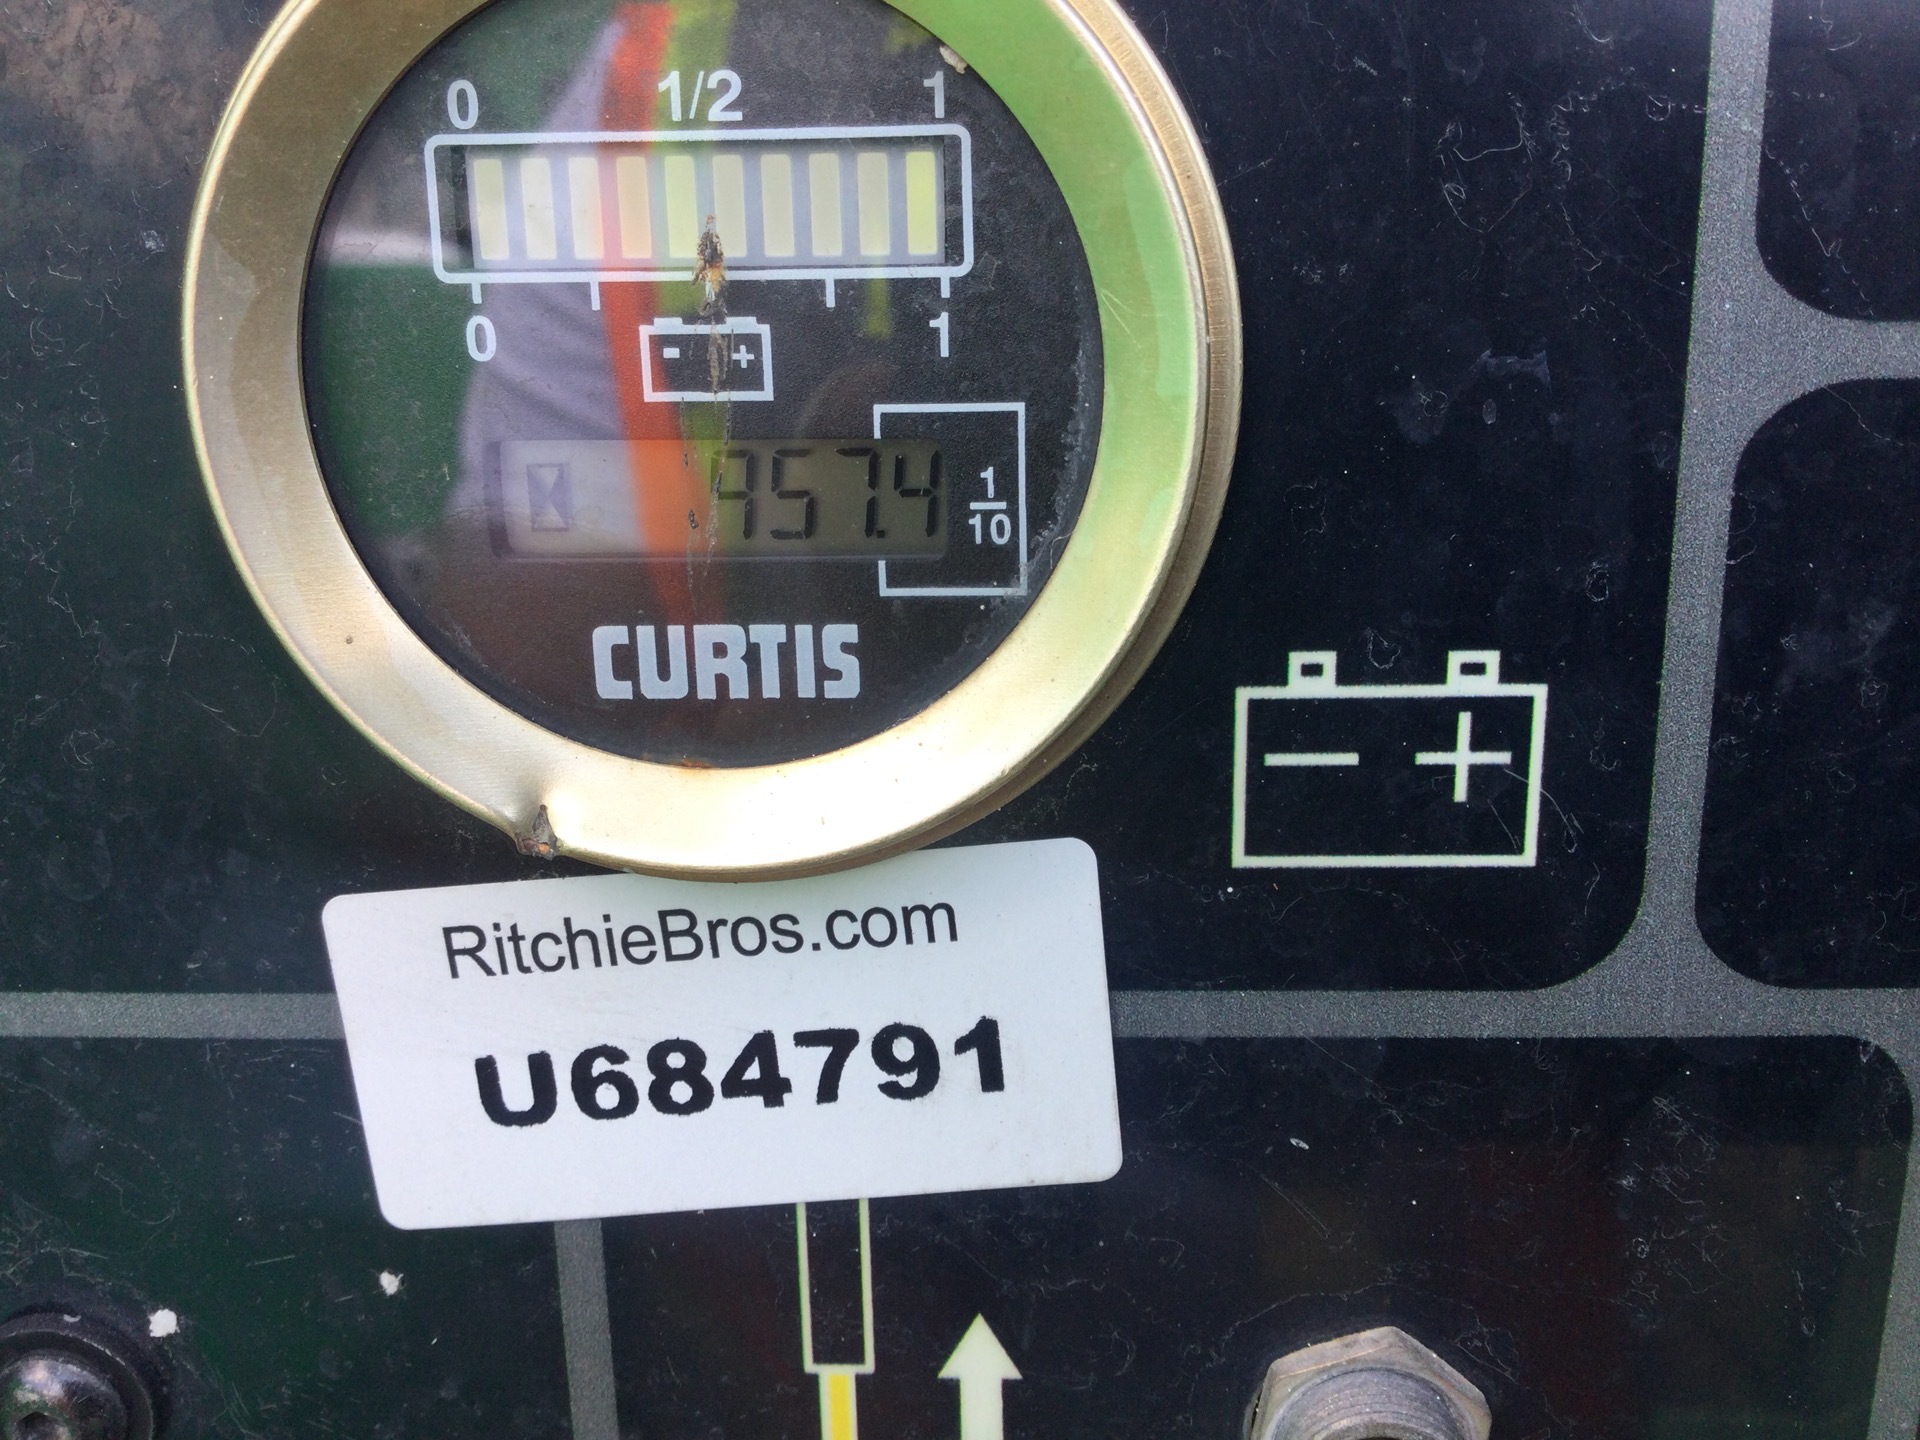 0 1/2 1
0 1
- +
957.4
1/10
CURTIS
- +
RitchieBros.com
U684791